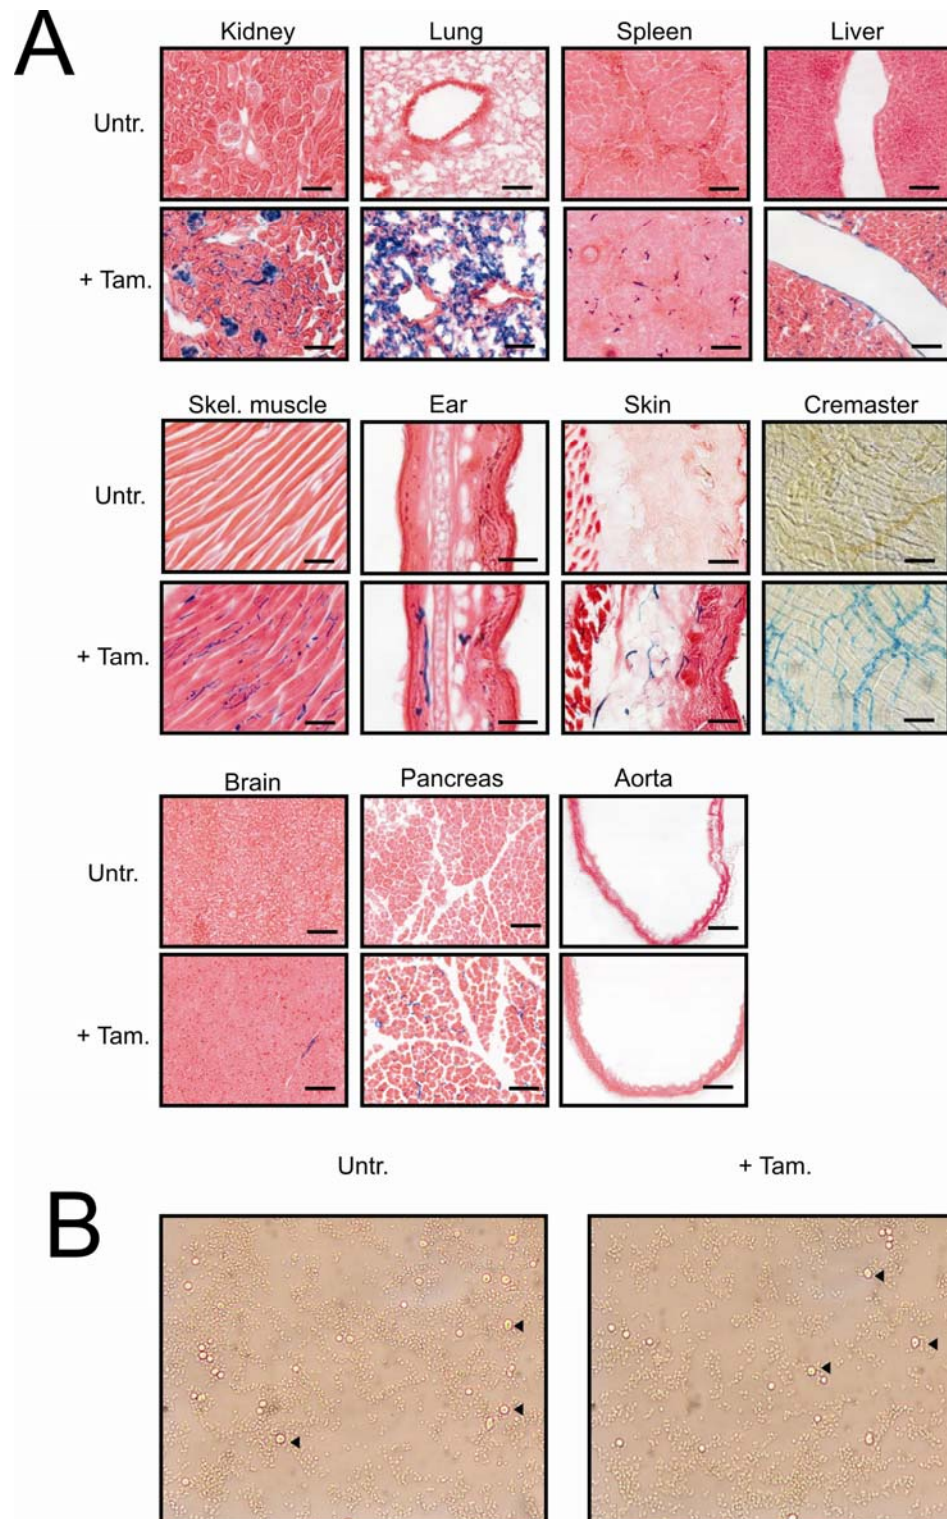 A
Kidney Lung Spleen Liver
Untr.
+ Tam.
Skel. muscle Ear Skin Cremaster
Untr.
+ Tam.
Brain Pancreas Aorta
Untr.
+ Tam.
Untr. + Tam.
B